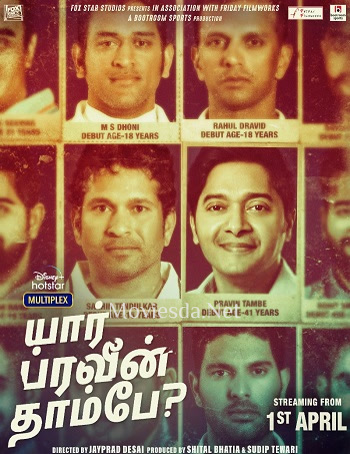 FOX STAR STUDIOS PRESENTS IN ASSOCIATION WITH FRIDAY FILMWORKS
A BOOTROOM SPORTS PRODUCTION
M S DHONI
DEBUT AGE-18 YEARS
RAHUL DRAVID
DEBUT AGE-18 YEARS
PRAVIN TAMBE
DEBUT AGE-41 YEARS
Disney+
hotstar
MULTIPLEX
யார்
பரவீன்
தாம்பே?
STREAMING FROM
1ST APRIL
DIRECTED BY JAYPRAD DESAI PRODUCED BY SHITAL BHATIA & SUDIP TEWARI